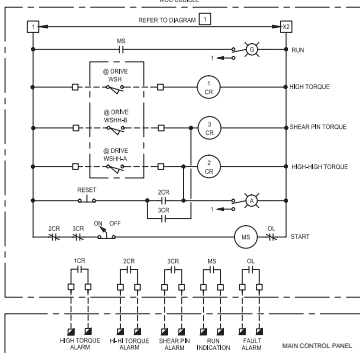 MCC CUBICLE
1 REFER TO DIAGRAM 1 X2
MS
G
1
RUN
@ DRIVE
WSH
1
CR
HIGH TORQUE
@ DRIVE
WSHH-B
3
CR
SHEAR PIN TORQUE
@ DRIVE
WSHH-A
2
CR
HIGH-HIGH TORQUE
RESET
2CR
3CR
A
1
2CR 3CR ON OFF
MS
OL
START
1CR 2CR 3CR MS OL
HIGH TORQUE
ALARM
HI-HI TORQUE
ALARM
SHEAR PIN
ALARM
RUN
INDICATION
FAULT
ALARM
MAIN CONTROL PANEL